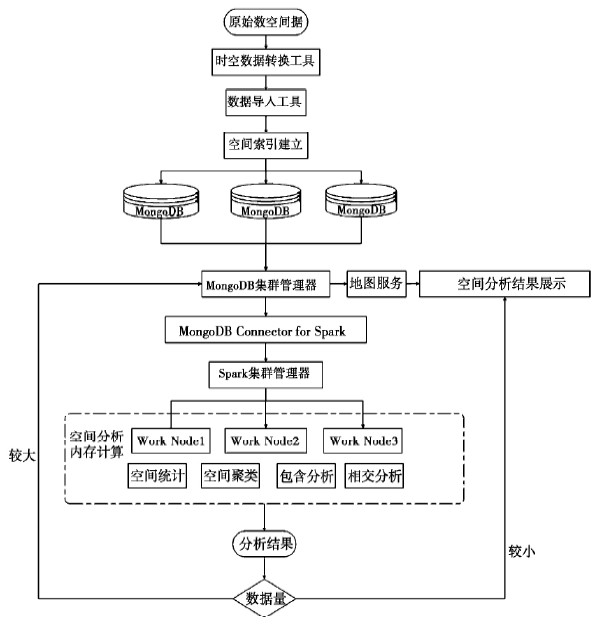 原始数空间据
时空数据转换工具
数据导入工具
空间索引建立
MongoDB
MongoDB
MongoDB
MongoDB集群管理器
地图服务
空间分析结果展示
MongoDB Connector for Spark
Spark集群管理器
空间分析
内存计算
Work Node1
Work Node2
Work Node3
空间统计
空间聚类
包含分析
相交分析
较大
分析结果
较小
数据量